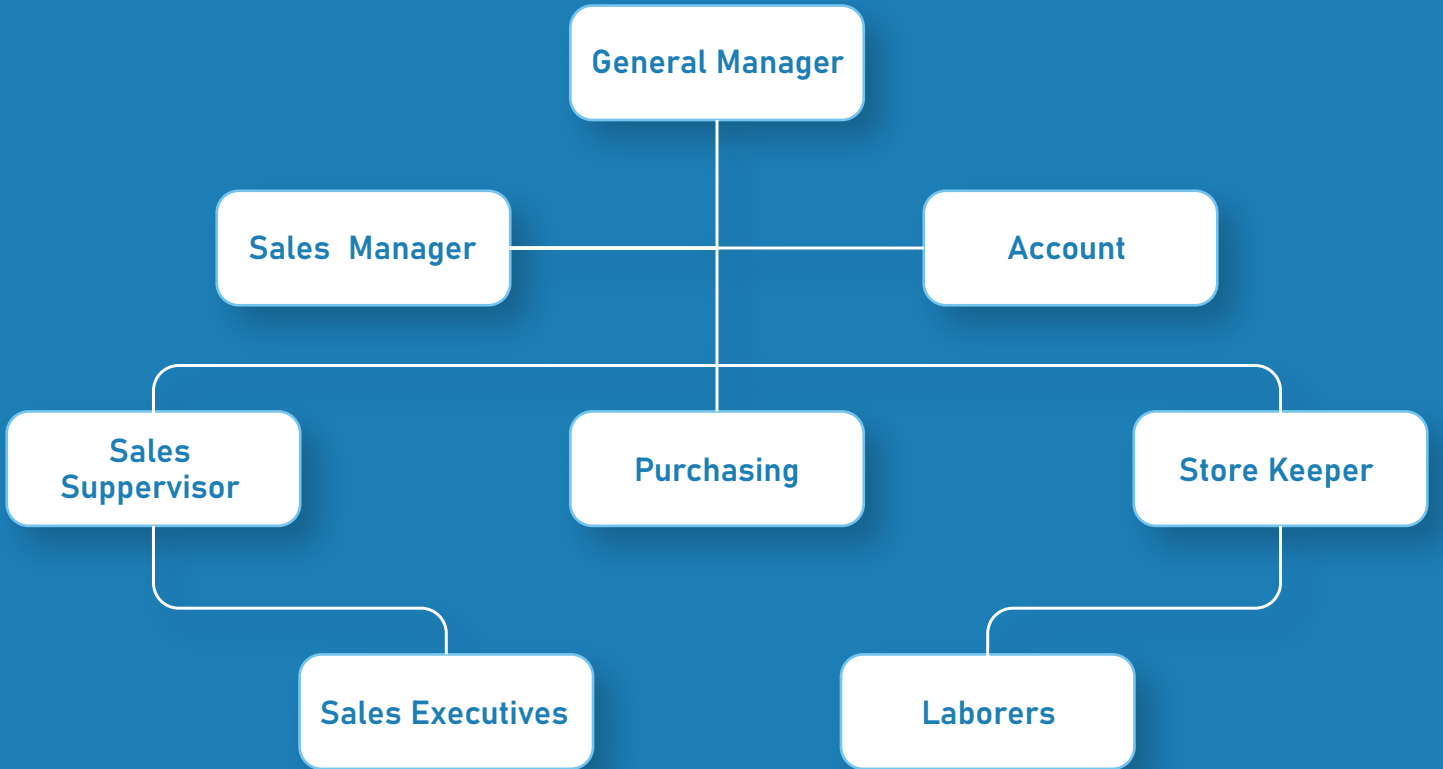 General Manager
Sales  Manager
Account
Sales
Suppervisor
Purchasing
Store Keeper
Sales Executives
Laborers